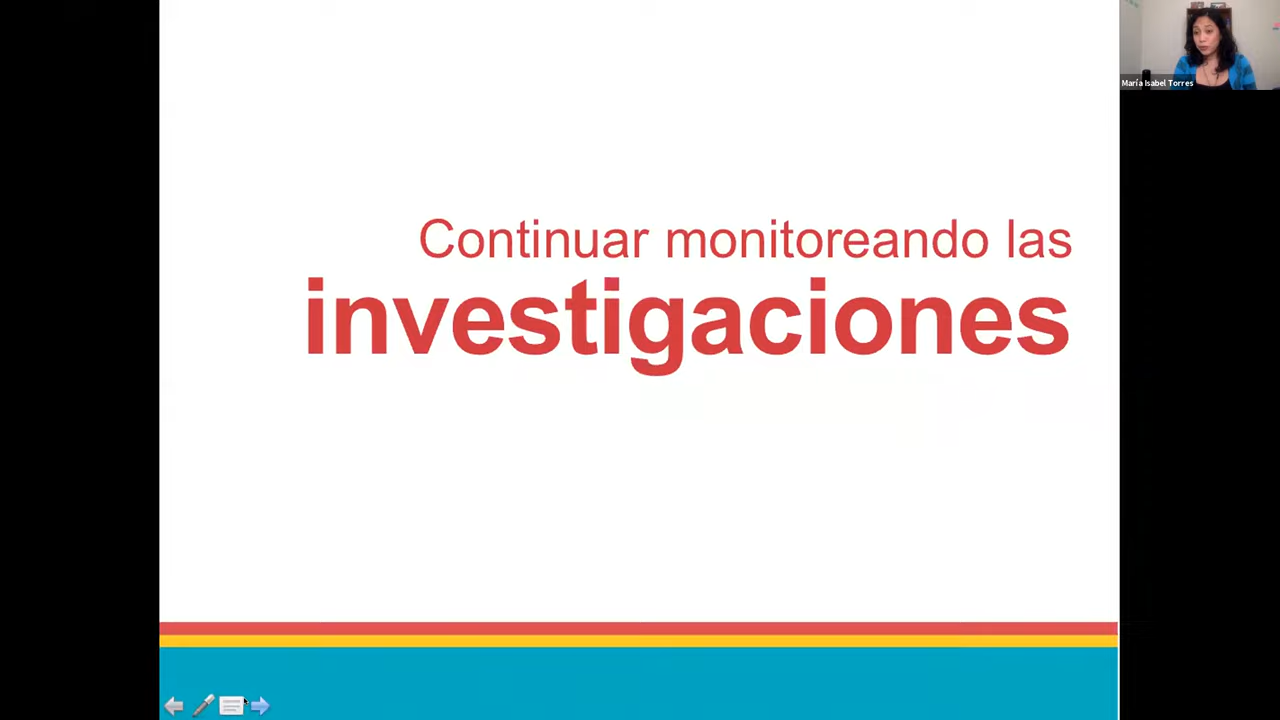 María Isabel Torres
Continuar monitoreando las
investigaciones